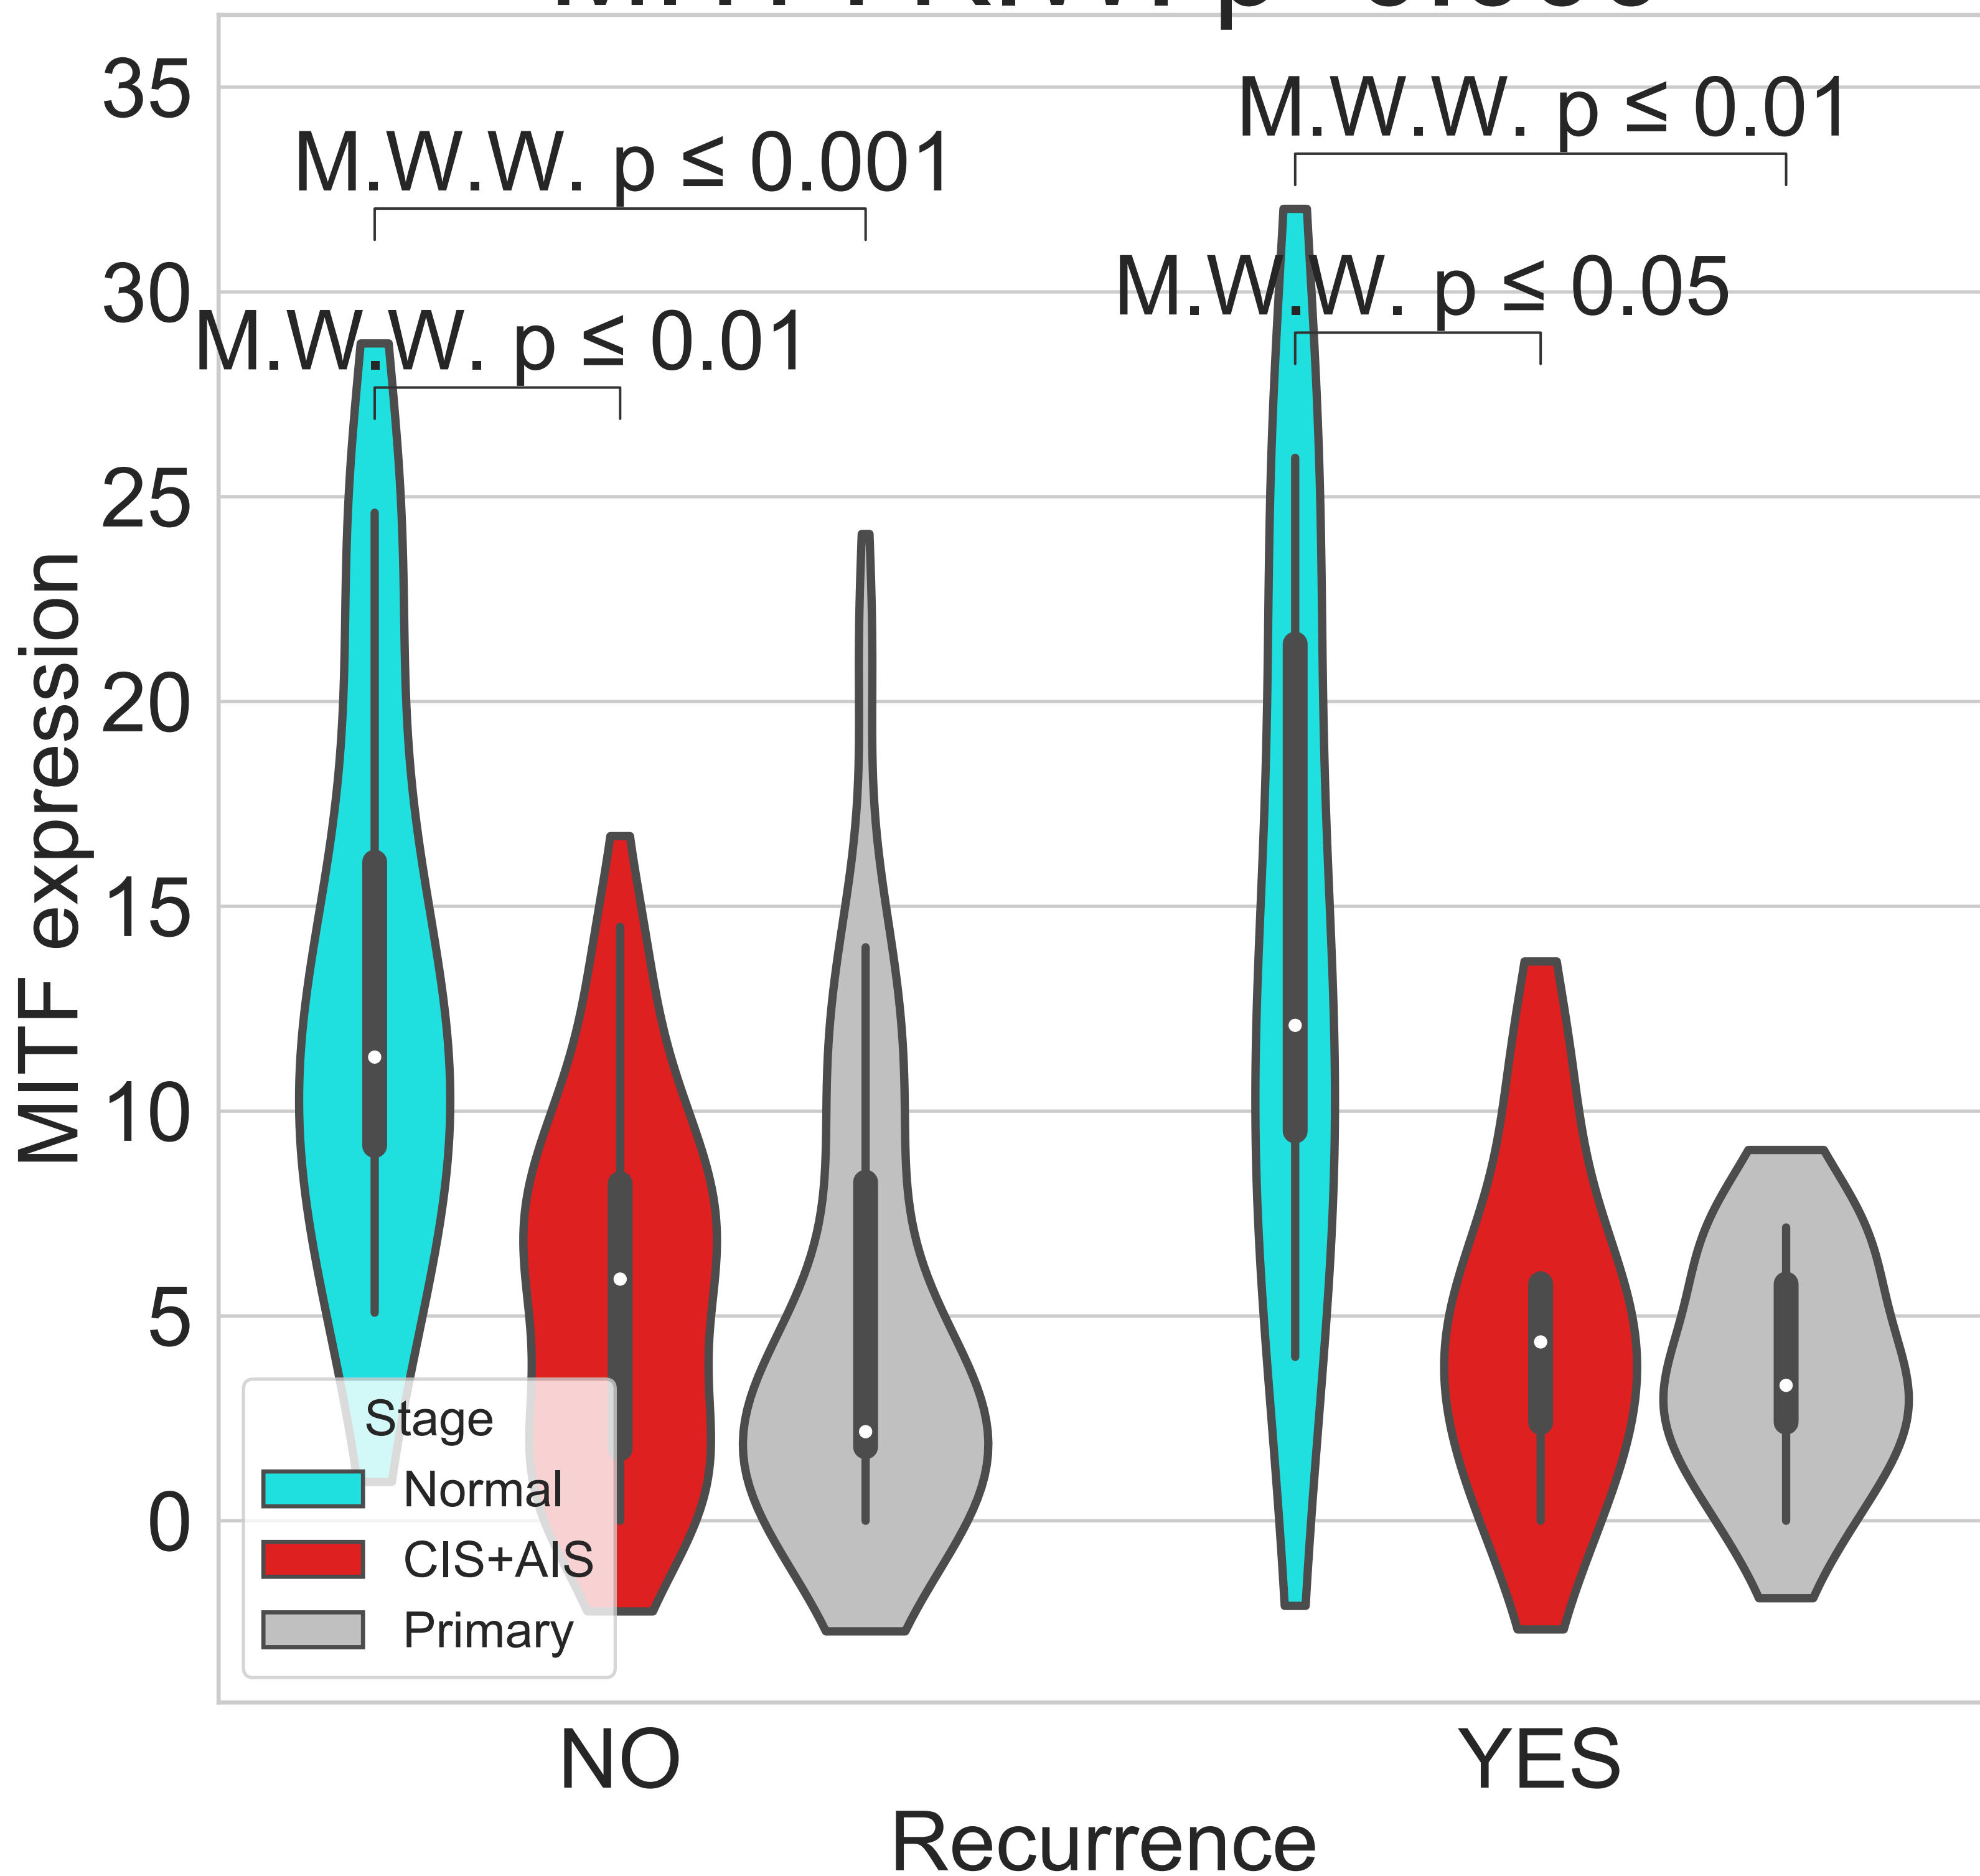 35
30
25
20
15
10
5
0
MITF expression
M.W.W. p ≤ 0.01
M.W.W. p ≤ 0.001
M.W.W. p ≤ 0.05
M.W.W. p ≤ 0.01
Stage
Normal
CIS+AIS
Primary
NO
YES
Recurrence